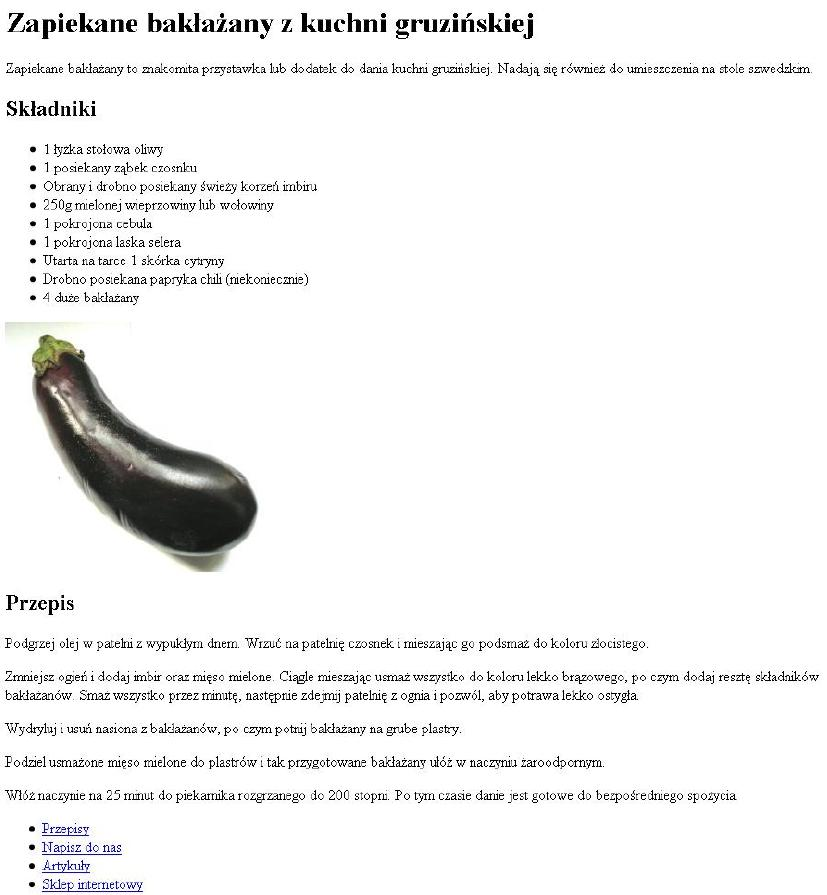 Zapiekane bakłażany z kuchni gruzińskiej
Zapiekane bakłażany to znakomita przystawka lub dodatek do dania kuchni gruzińskiej. Nadają się również do umieszczenia na stole szwedzkim.
Składniki
1 łyżka stołowa oliwy
1 posiekany ząbek czosnku
Obrany i drobno posiekany świeży korzeń imbiru
250g mielonej wieprzowiny lub wołowiny
1 pokrojona cebula
1 pokrojona laska selera
Utarta na tarce 1 skórka cytryny
Drobno posiekana papryka chili (niekoniecznie)
4 duże bakłażany
Przepis
Podgrzej olej w patelni z wypukłym dnem. Wrzuć na patelnię czosnek i mieszając go podsmaż do koloru złocistego.
Zmniejsz ogień i dodaj imbir oraz mięso mielone. Ciągle mieszając usmaż wszystko do koloru lekko brązowego, po czym dodaj resztę składników
bakłażanów. Smaż wszystko przez minutę, następnie zdejmij patelnię z ognia i pozwól, aby potrawa lekko ostygła.
Wydryluj i usuń nasiona z bakłażanów, po czym potnij bakłażany na grube plastry.
Podziel usmażone mięso mielone do plastrów i tak przygotowane bakłażany ułóż w naczyniu żaroodpornym.
Włóż naczynie na 25 minut do piekarnika rozgrzanego do 200 stopni. Po tym czasie danie jest gotowe do bezpośredniego spożycia.
Przepisy
Napisz do nas
Artykuły
Sklep internetowy